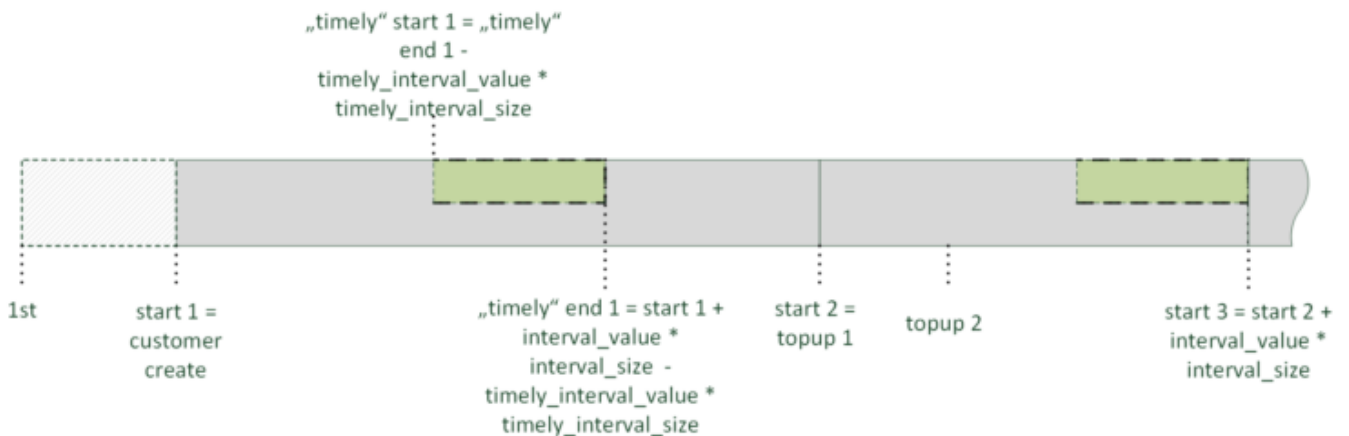 „timely“ start 1 = „timely“
end 1 -
timely_interval_value *
timely_interval_size
1st
start 1 =
customer
create
„timely“ end 1 = start 1 +
interval_value *
interval_size -
timely_interval_value *
timely_interval_size
start 2 =
topup 1
topup 2
start 3 = start 2 +
interval_value *
interval_size